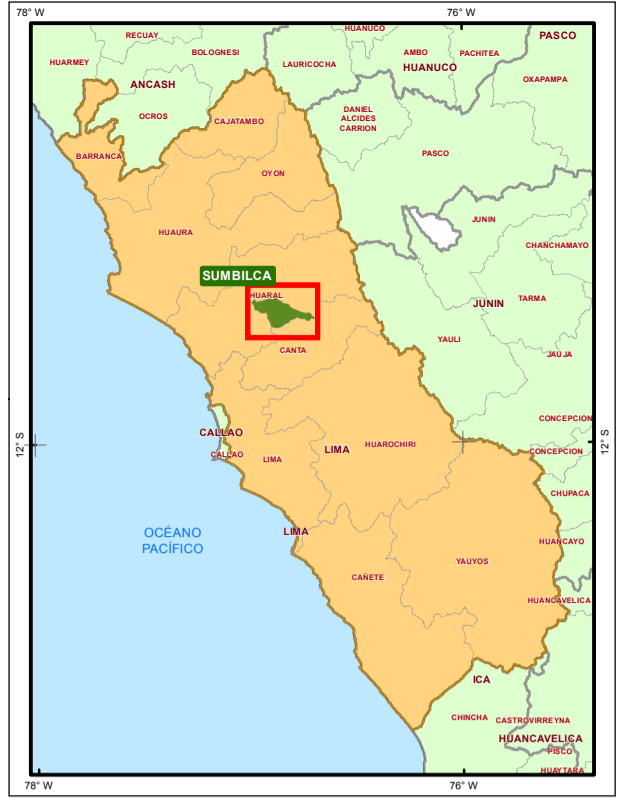 78° W
76° W
HUANUCO
RECUAY
PASCO
BOLOGNESI
AMBO
PACHITEA
HUARMEY
LAURICOCHA
HUANUCO
OXAPAMPA
ANCASH
OCROS
DANIEL
ALCIDES
CARRION
CAJATAMBO
BARRANCA
PASCO
OYON
JUNIN
HUAURA
CHANCHAMAYO
SUMBILCA
HUARAL
JUNIN
TARMA
YAULI
CANTA
JAUJA
CONCEPCION
CALLAO
12° S
12° S
CALLAO
LIMA
LIMA
HUAROCHIRI
CONCEPCION
CHUPACA
OCÉANO
PACÍFICO
LIMA
HUANCAYO
YAUYOS
CAÑETE
HUANCAVELICA
ICA
CHINCHA
CASTROVIRREYNA
HUANCAVELICA
PISCO
HUAYTARA
78° W
76° W